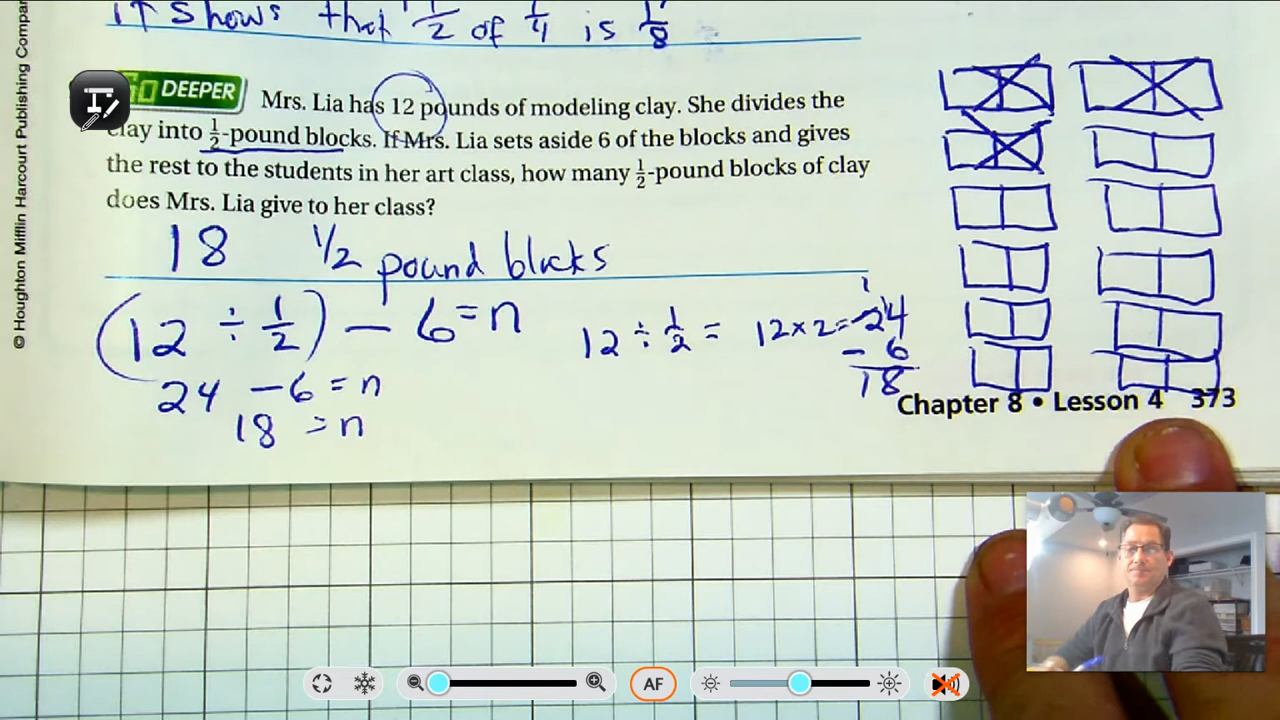 It shows that 1/2 of 1/4 is 1/8
© Houghton Mifflin Harcourt Publishing Compan
GO DEEPER
Mrs. Lia has 12 pounds of modeling clay. She divides the
clay into 1/2-pound blocks. If Mrs. Lia sets aside 6 of the blocks and gives
the rest to the students in her art class, how many 1/2-pound blocks of clay
does Mrs. Lia give to her class?
18 1/2 pound blocks
(12 ÷ 1/2) - 6 = n
24 - 6 = n
18 = n
12 ÷ 1/2 = 12 x 2 = 24
- 6
18
Chapter 8 • Lesson 4 373
AF